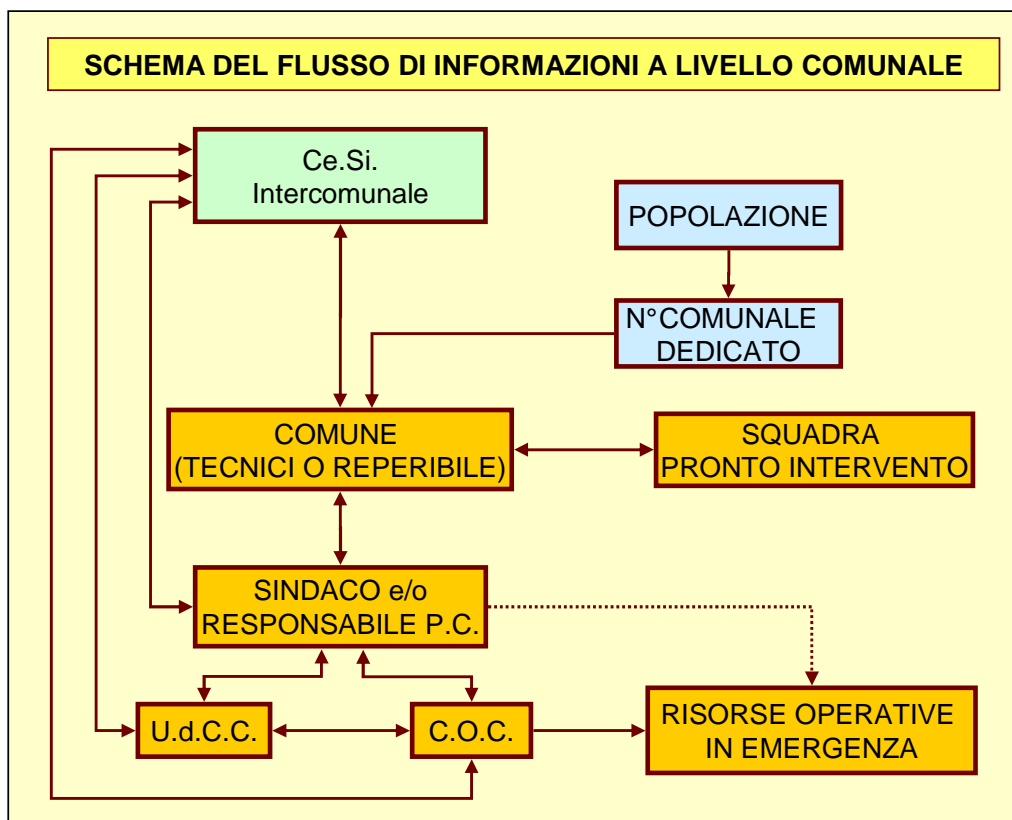 SCHEMA DEL FLUSSO DI INFORMAZIONI A LIVELLO COMUNALE
Ce.Si.
Intercomunale
POPOLAZIONE
N°COMUNALE
DEDICATO
COMUNE
(TECNICI O REPERIBILE)
SQUADRA
PRONTO INTERVENTO
SINDACO e/o
RESPONSABILE P.C.
U.d.C.C.
C.O.C.
RISORSE OPERATIVE
IN EMERGENZA